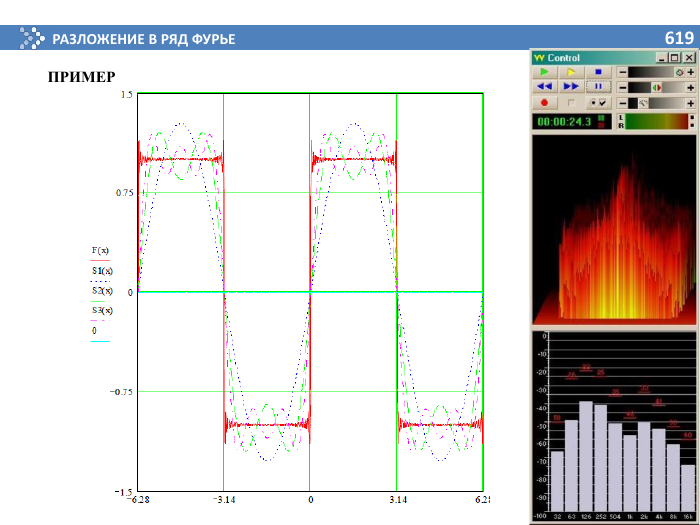 РАЗЛОЖЕНИЕ В РЯД ФУРЬЕ
619
ПРИМЕР
1.5
0.75
0
−0.75
−1.5
−6.28
−3.14
0
3.14
6.28
F(x)
S1(x)
S2(x)
S3(x)
0
Control
00:00:24.3
L
R
0
-10
-20
-30
-40
-50
-60
-70
-80
-90
-100
32 63 126 252 504 1k 2k 4k 8k 16k